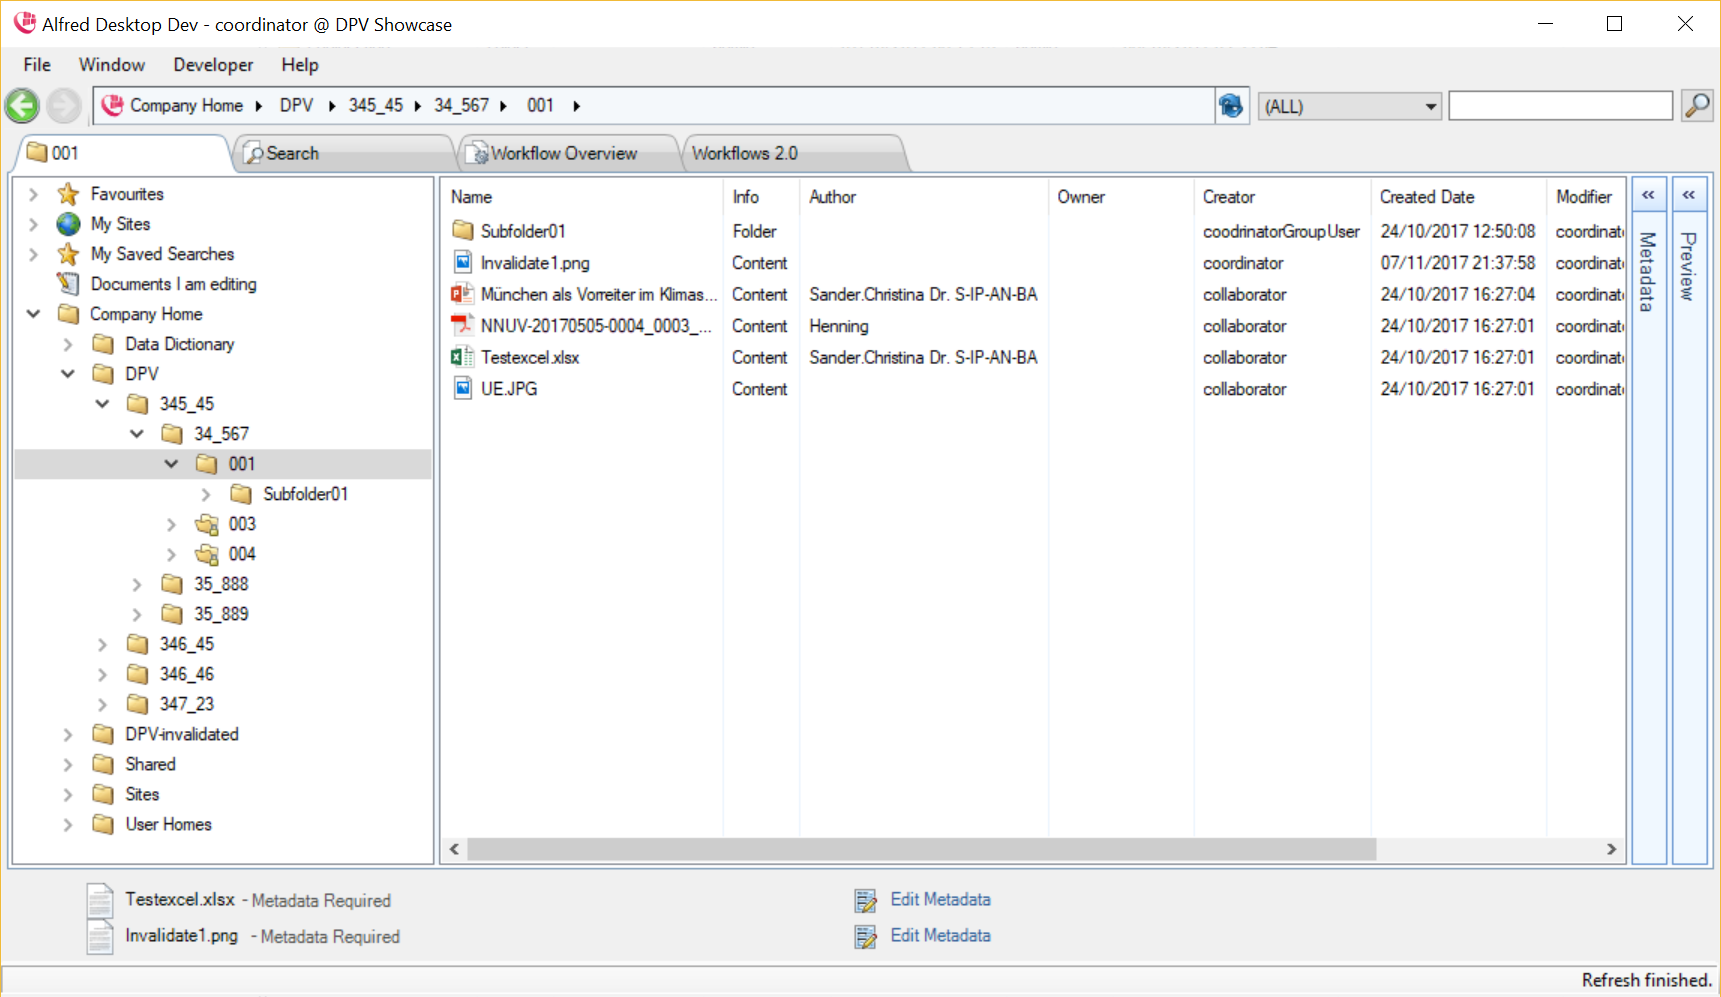 Alfred Desktop Dev - coordinator @ DPV Showcase
File Window Developer Help
Company Home DPV 345_45 34_567 001 (ALL)
001 Search Workflow Overview Workflows 2.0
Favourites
My Sites
My Saved Searches
Documents I am editing
Company Home
Data Dictionary
DPV
345_45
34_567
001
Subfolder01
003
004
35_888
35_889
346_45
346_46
347_23
DPV-invalidated
Shared
Sites
User Homes
Name Info Author Owner Creator Created Date Modifier
Subfolder01 Folder coodrinatorGroupUser 24/10/2017 12:50:08 coordinat
Invalidate1.png Content coordinator 07/11/2017 21:37:58 coordinat
München als Vorreiter im Klimas... Content Sander.Christina Dr. S-IP-AN-BA collaborator 24/10/2017 16:27:04 coordinat
NNUV-20170505-0004_0003_... Content Henning collaborator 24/10/2017 16:27:01 coordinat
Testexcel.xlsx Content Sander.Christina Dr. S-IP-AN-BA collaborator 24/10/2017 16:27:01 coordinat
UE.JPG Content collaborator 24/10/2017 16:27:01 coordinat
Metadata
Preview
Testexcel.xlsx - Metadata Required Edit Metadata
Invalidate1.png - Metadata Required Edit Metadata
Refresh finished.